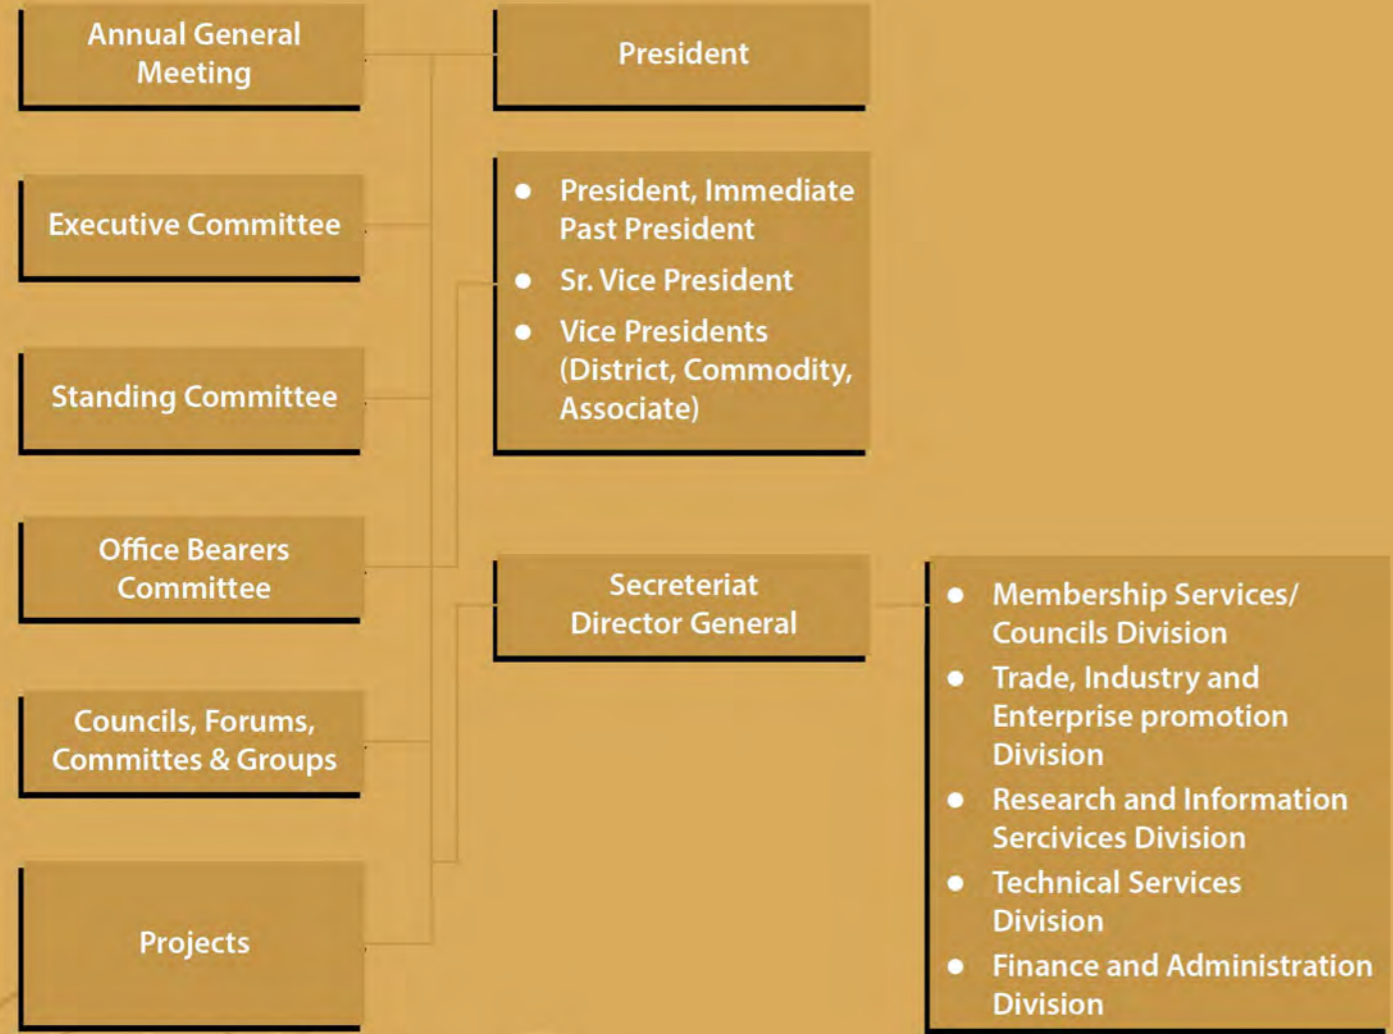 Annual General
Meeting
President
Executive Committee
● President, Immediate
Past President
● Sr. Vice President
● Vice Presidents
(District, Commodity,
Associate)
Standing Committee
Office Bearers
Committee
Secreteriat
Director General
● Membership Services/
Councils Division
● Trade, Industry and
Enterprise promotion
Division
● Research and Information
Sercivices Division
● Technical Services
Division
● Finance and Administration
Division
Councils, Forums,
Committes & Groups
Projects